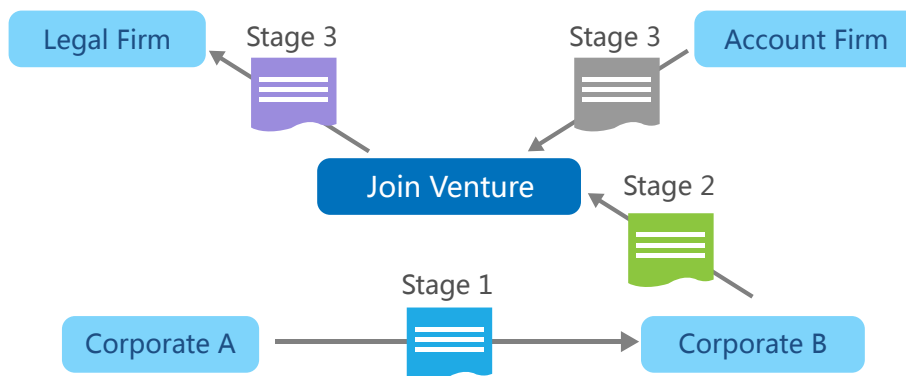 Legal Firm
Stage 3
Stage 3
Account Firm
Join Venture
Stage 2
Stage 1
Corporate A
Corporate B